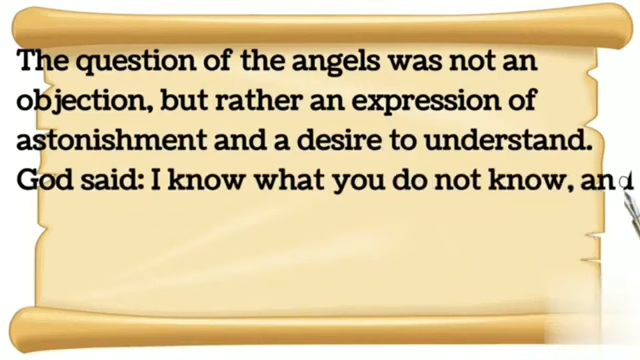 The question of the angels was not an
objection, but rather an expression of
astonishment and a desire to understand.
God said: I know what you do not know, and